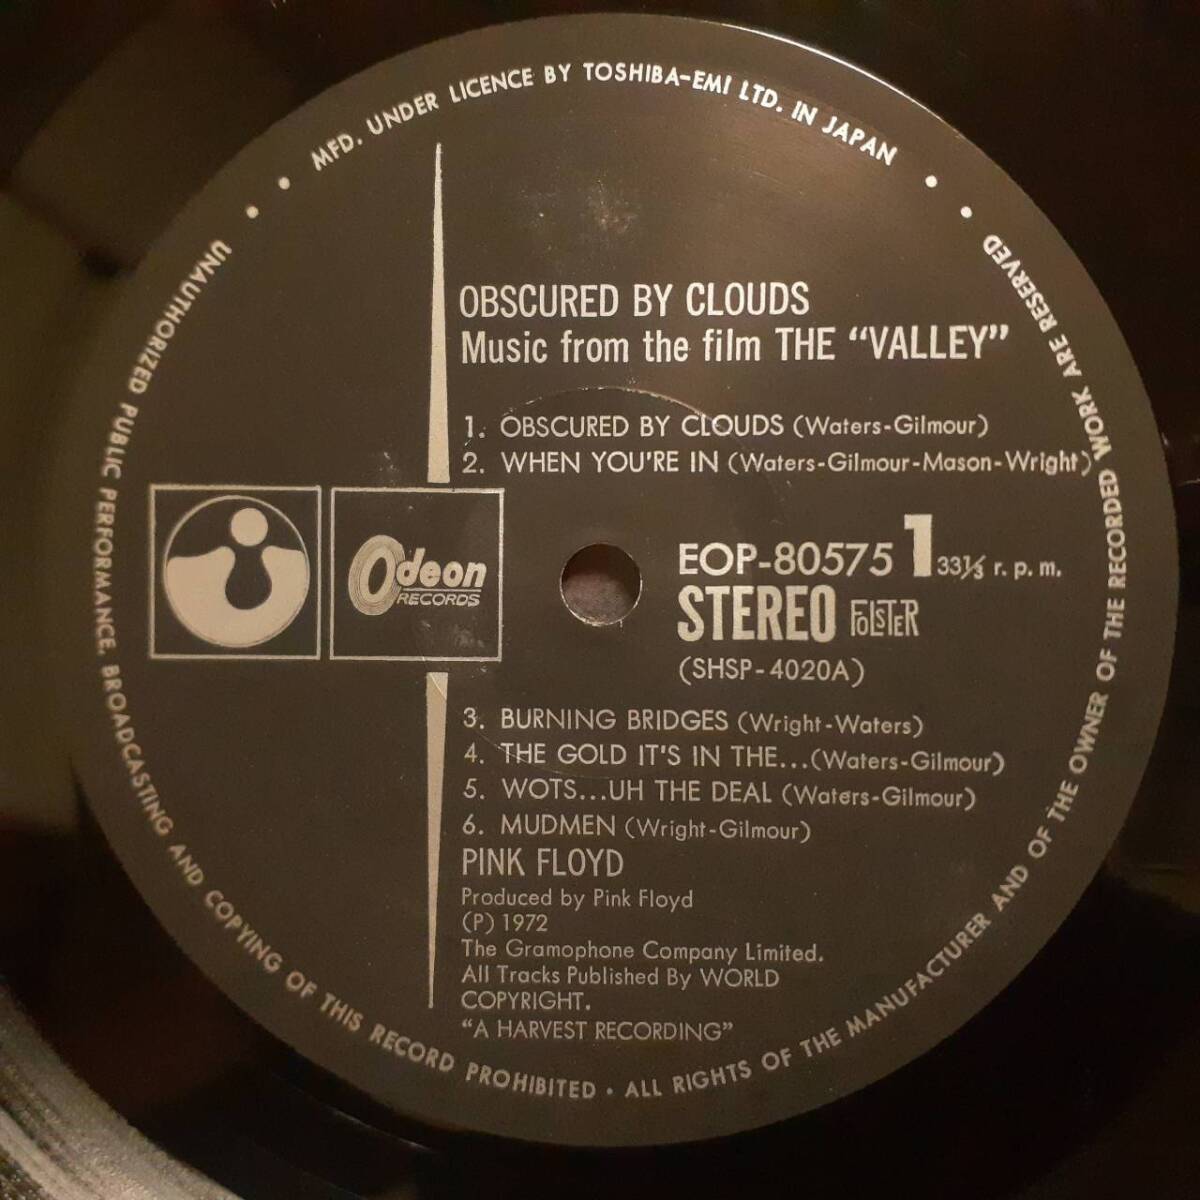 MFD. UNDER LICENCE BY TOSHIBA-EMI LTD. IN JAPAN
OBSCURED BY CLOUDS
Music from the film THE “VALLEY”
1. OBSCURED BY CLOUDS (Waters-Gilmour)
2. WHEN YOU'RE IN (Waters-Gilmour-Mason-Wright)
Odeon
RECORDS
EOP-80575 1 33⅓ r. p. m.
STEREO FOLSTER
(SHSP-4020A)
3. BURNING BRIDGES (Wright-Waters)
4. THE GOLD IT'S IN THE...(Waters-Gilmour)
5. WOTS...UH THE DEAL (Waters-Gilmour)
6. MUDMEN (Wright-Gilmour)
PINK FLOYD
Produced by Pink Floyd
(P) 1972
The Gramophone Company Limited.
All Tracks Published By WORLD
COPYRIGHT.
“A HARVEST RECORDING”
UNAUTHORIZED PUBLIC PERFORMANCE, BROADCASTING AND COPYING OF THIS RECORD PROHIBITED · ALL RIGHTS OF THE MANUFACTURER AND OF THE OWNER OF THE RECORDED WORK ARE RESERVED